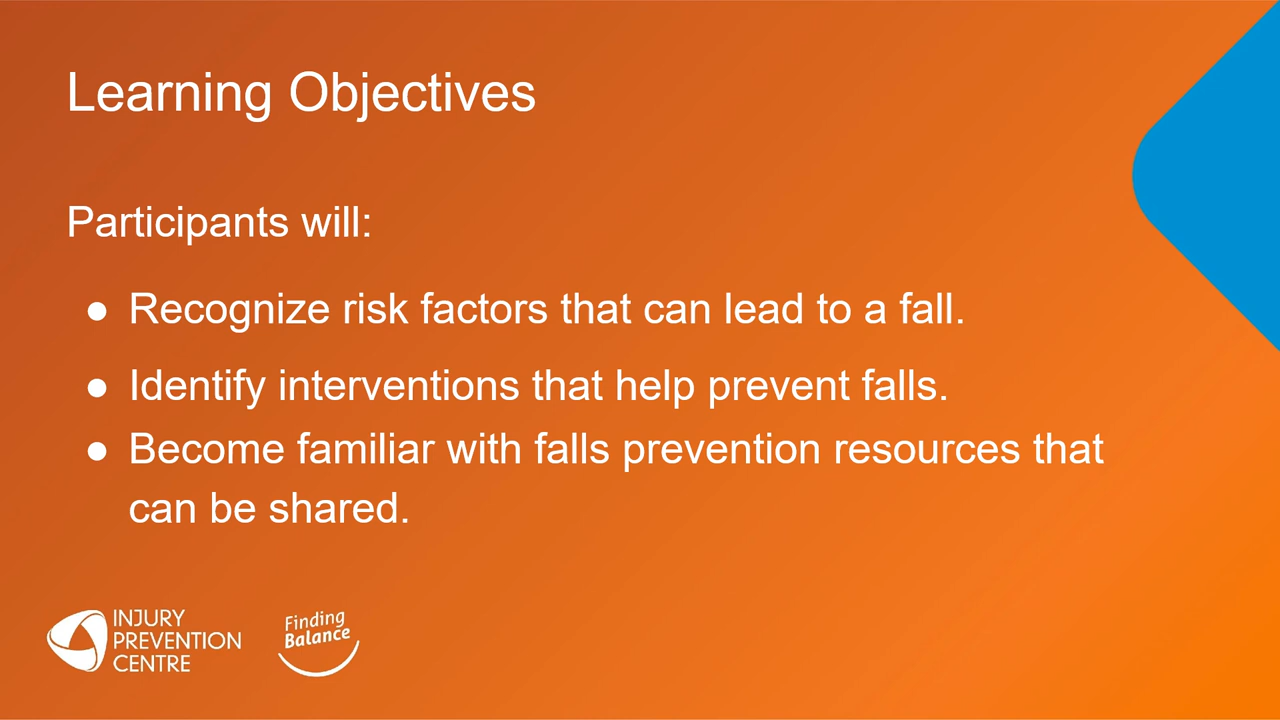 Learning Objectives
Participants will:
● Recognize risk factors that can lead to a fall.
● Identify interventions that help prevent falls.
● Become familiar with falls prevention resources that
can be shared.
INJURY
PREVENTION
CENTRE
Finding
Balance